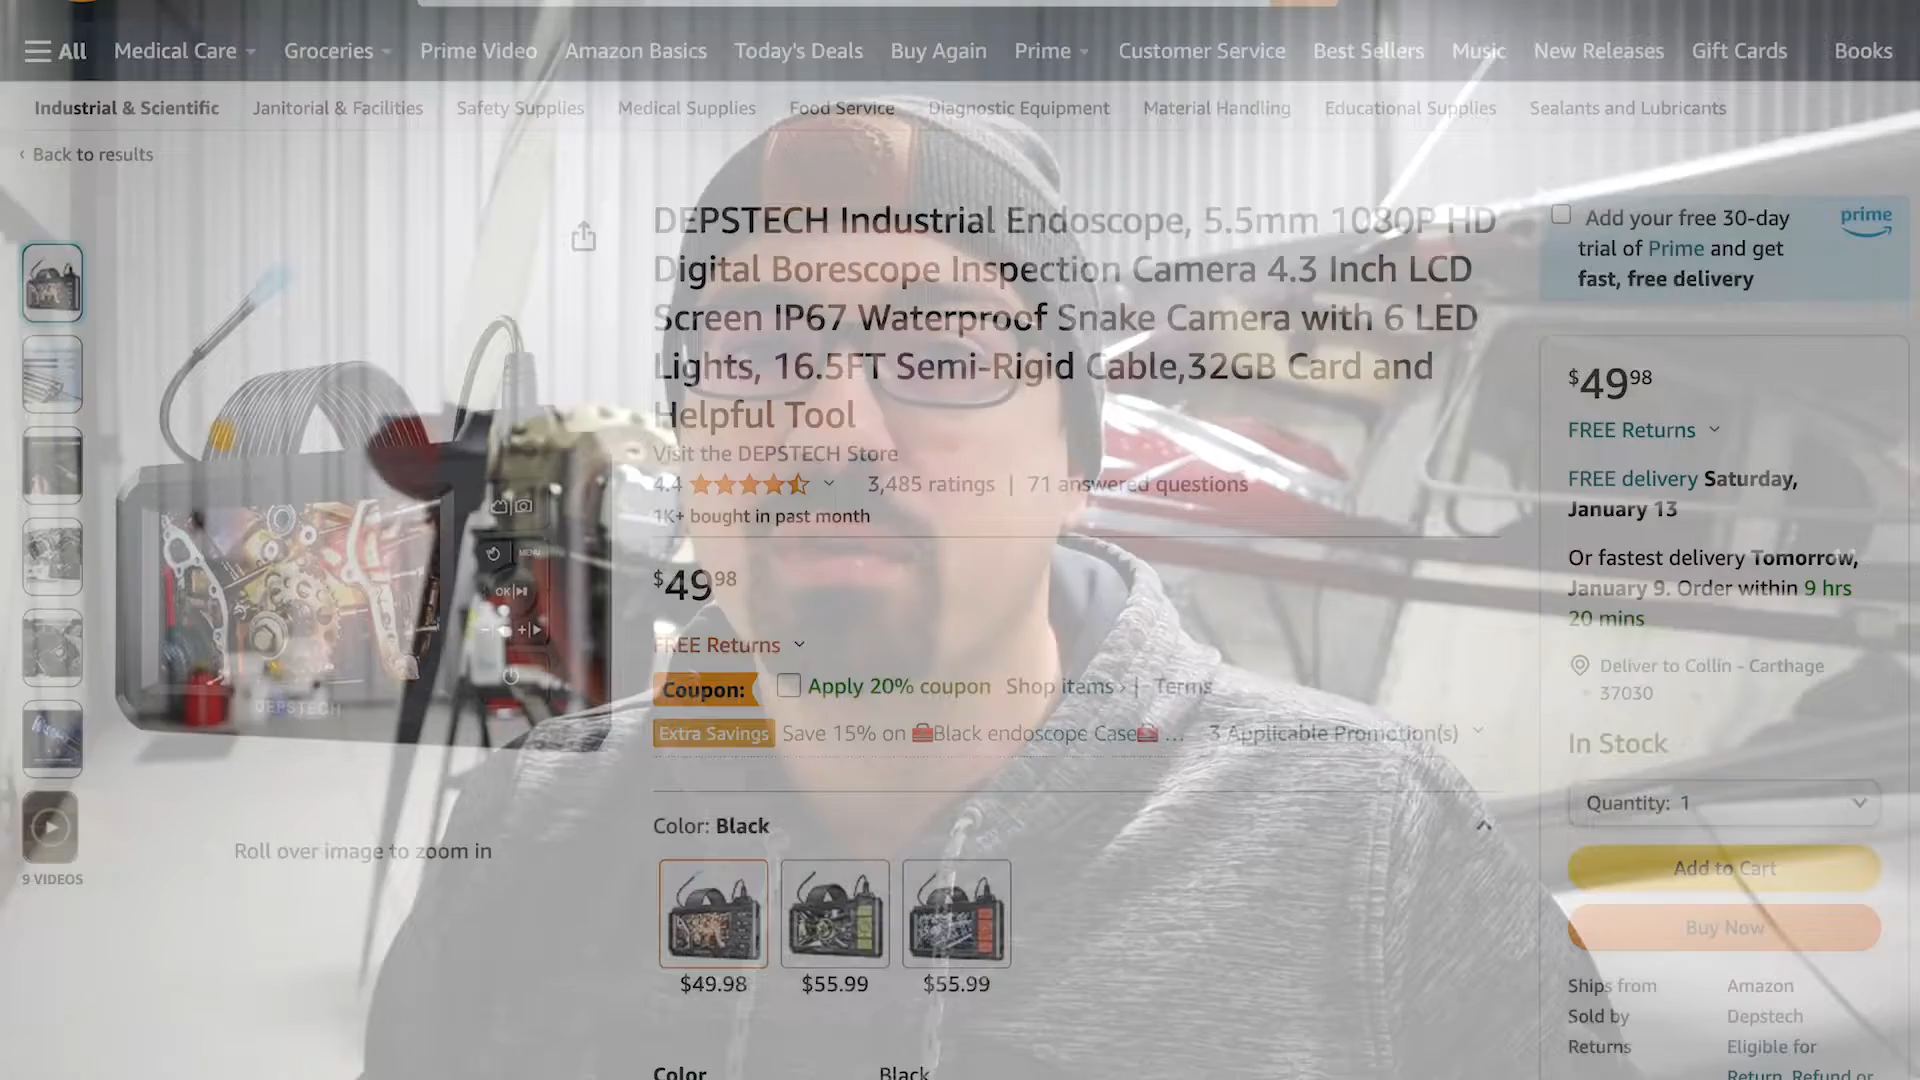 All Medical Care Groceries Prime Video Amazon Basics Today's Deals Buy Again Prime Customer Service Best Sellers Music New Releases Gift Cards Books
Industrial & Scientific Janitorial & Facilities Safety Supplies Medical Supplies Food Service Diagnostic Equipment Material Handling Educational Supplies Sealants and Lubricants
‹ Back to results
DEPSTECH Industrial Endoscope, 5.5mm 1080P HD
Digital Borescope Inspection Camera 4.3 Inch LCD
Screen IP67 Waterproof Snake Camera with 6 LED
Lights, 16.5FT Semi-Rigid Cable,32GB Card and
Helpful Tool
Visit the DEPSTECH Store
4.4 3,485 ratings | 71 answered questions
1K+ bought in past month
$49 98
FREE Returns
Coupon: Apply 20% coupon Shop items › | Terms
Extra Savings Save 15% on Black endoscope Case ... 3 Applicable Promotion(s)
Color: Black
$49.98 $55.99 $55.99
Color Black
MENU
OK
DEPSTECH
Roll over image to zoom in
9 VIDEOS
Add your free 30-day
trial of Prime and get
fast, free delivery
prime
$49 98
FREE Returns
FREE delivery Saturday,
January 13
Or fastest delivery Tomorrow,
January 9. Order within 9 hrs
20 mins
Deliver to Collin - Carthage
37030
In Stock
Quantity: 1
Add to Cart
Buy Now
Ships from Amazon
Sold by Depstech
Returns Eligible for
Return, Refund or